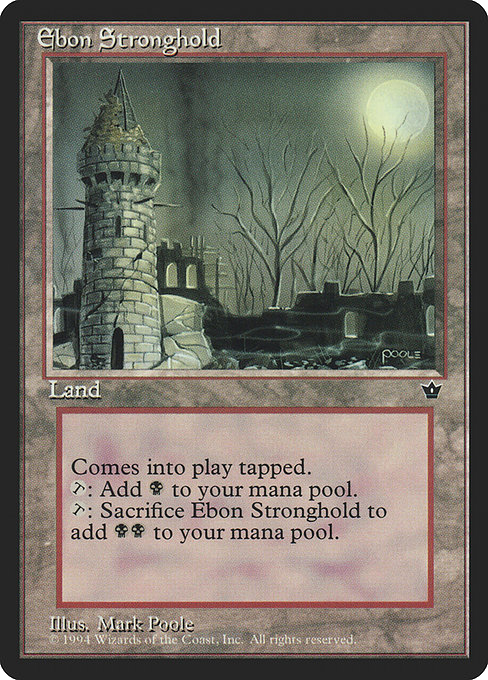 Ebon Stronghold
POOLE
Land
Comes into play tapped.
: Add to your mana pool.
: Sacrifice Ebon Stronghold to
add to your mana pool.
Illus. Mark Poole
© 1994 Wizards of the Coast, Inc. All rights reserved.